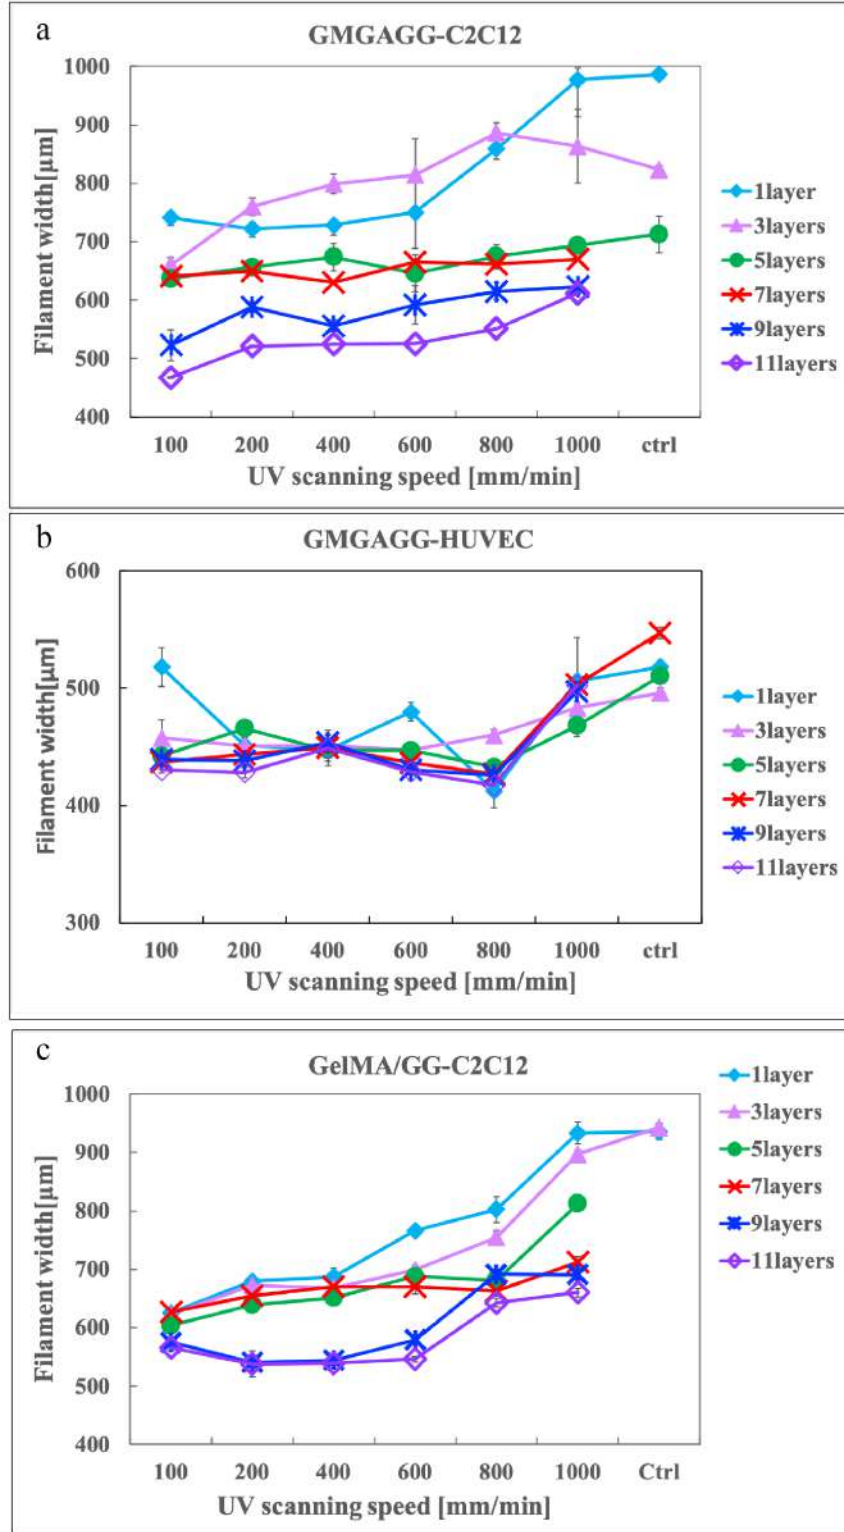 a
GMGAGG-C2C12
Filament width[μm]
1000
900
800
700
600
500
400
100 200 400 600 800 1000 ctrl
UV scanning speed [mm/min]
1layer
3layers
5layers
7layers
9layers
11layers
b
GMGAGG-HUVEC
Filament width[μm]
600
500
400
300
100 200 400 600 800 1000 ctrl
UV scanning speed [mm/min]
1layer
3layers
5layers
7layers
9layers
11layers
c
GelMA/GG-C2C12
Filament width[μm]
1000
900
800
700
600
500
400
100 200 400 600 800 1000 Ctrl
UV scanning speed [mm/min]
1layer
3layers
5layers
7layers
9layers
11layers